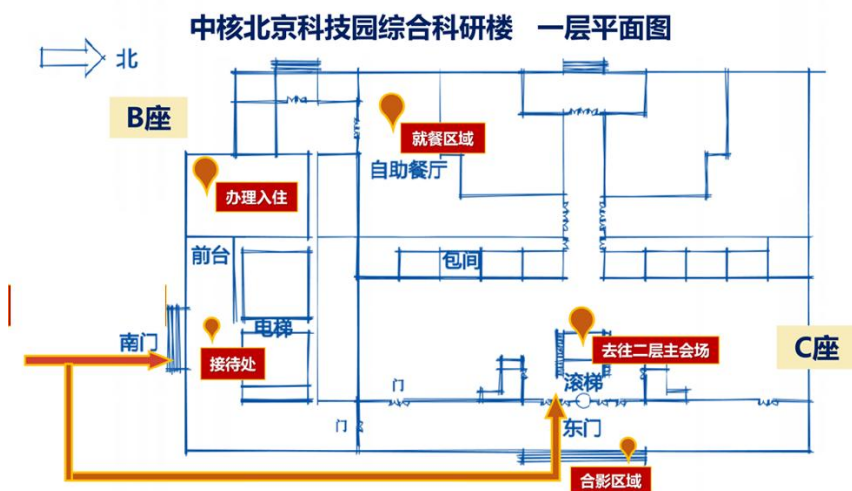 中核北京科技园综合科研楼 一层平面图
北
B座
就餐区域
自助餐厅
办理入住
前台
包间
电梯
南门
接待处
去往二层主会场
C座
滚梯
门
门
东门
合影区域